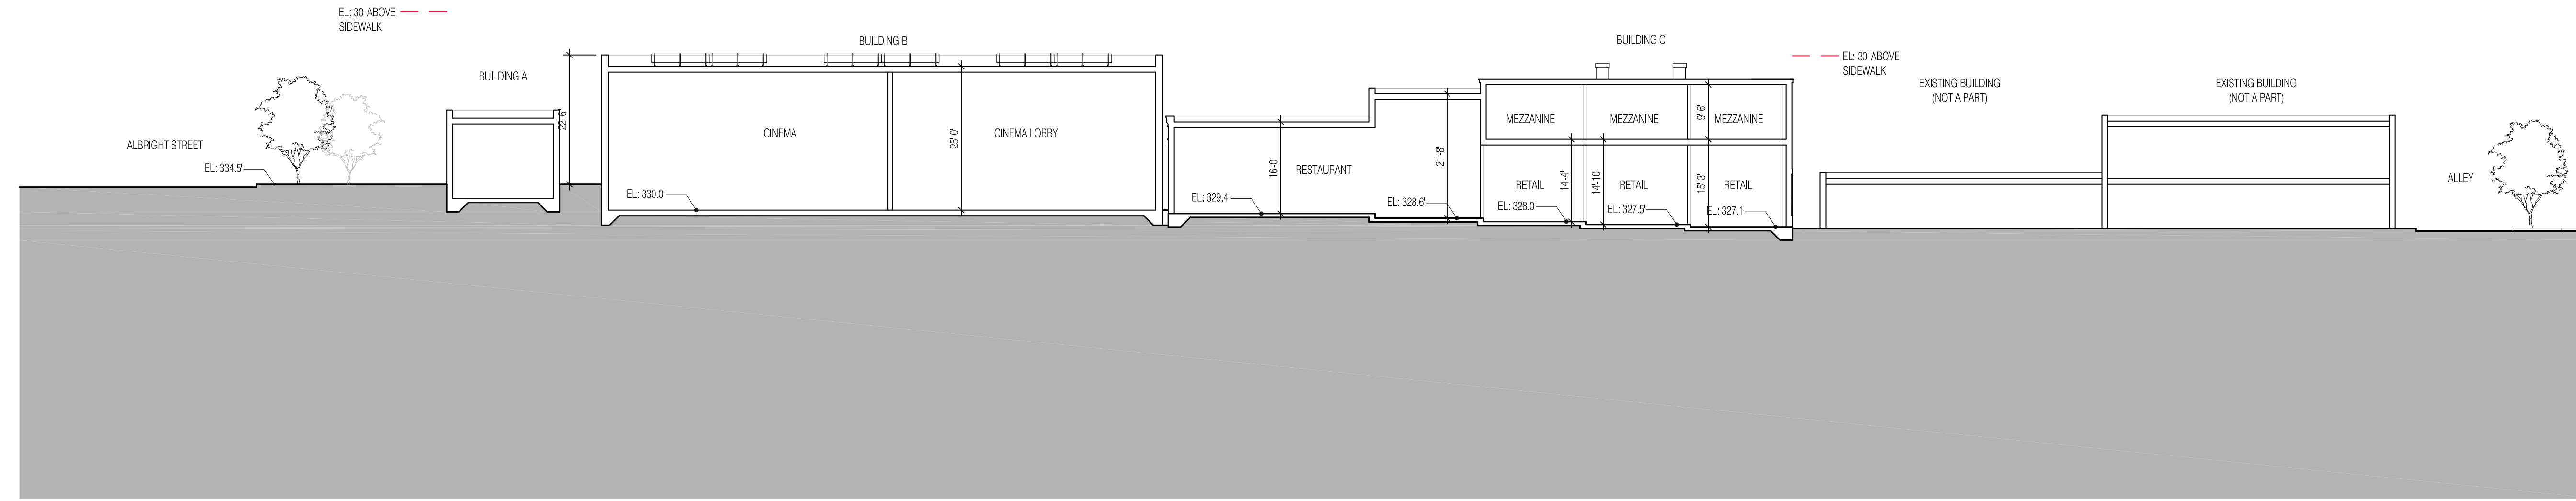 EL: 30' ABOVE
SIDEWALK
BUILDING B
BUILDING C
EL: 30' ABOVE
SIDEWALK
BUILDING A
EXISTING BUILDING
(NOT A PART)
EXISTING BUILDING
(NOT A PART)
22'-6"
CINEMA
CINEMA LOBBY
25'-0"
MEZZANINE
MEZZANINE
9'-6"
MEZZANINE
ALBRIGHT STREET
EL: 334.5'
16'-0"
RESTAURANT
21'-8"
RETAIL
14'-4"
14'-10"
RETAIL
15'-3"
RETAIL
ALLEY
EL: 330.0'
EL: 329.4'
EL: 328.6'
EL: 328.0'
EL: 327.5'
EL: 327.1'